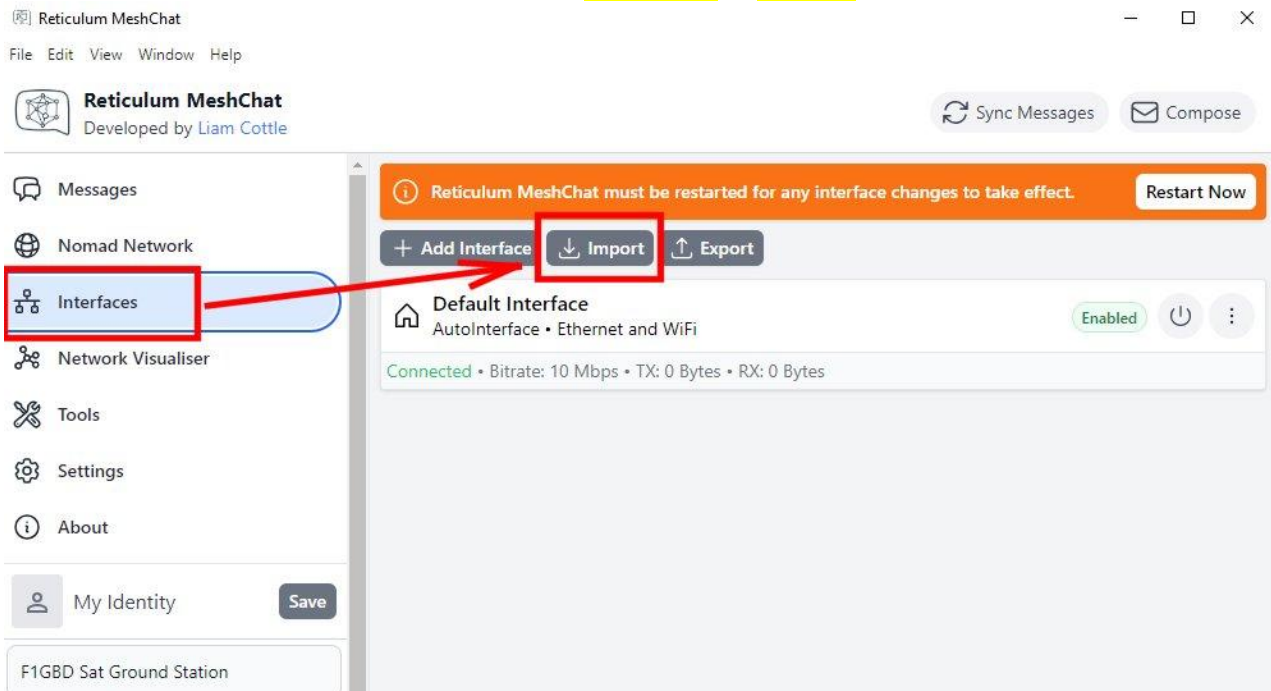 Reticulum MeshChat
File Edit View Window Help
Reticulum MeshChat
Developed by Liam Cottle
Sync Messages
Compose
Messages
Nomad Network
Interfaces
Network Visualiser
Tools
Settings
About
My Identity
Save
F1GBD Sat Ground Station
Reticulum MeshChat must be restarted for any interface changes to take effect.
Restart Now
Add Interface
Import
Export
Default Interface
AutoInterface • Ethernet and WiFi
Enabled
Connected • Bitrate: 10 Mbps • TX: 0 Bytes • RX: 0 Bytes